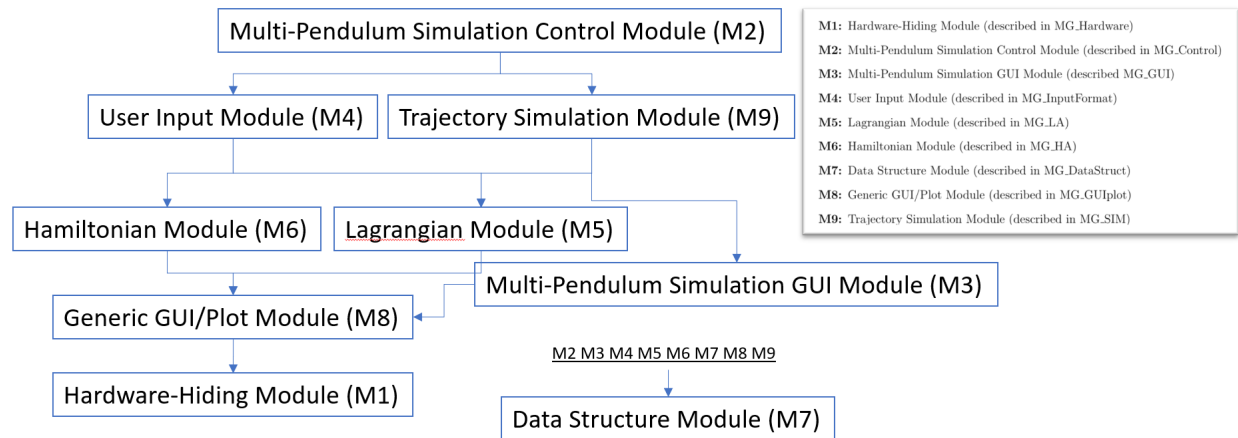 Multi-Pendulum Simulation Control Module (M2)
User Input Module (M4)
Trajectory Simulation Module (M9)
Hamiltonian Module (M6)
Lagrangian Module (M5)
Multi-Pendulum Simulation GUI Module (M3)
Generic GUI/Plot Module (M8)
Hardware-Hiding Module (M1)
M2 M3 M4 M5 M6 M7 M8 M9
Data Structure Module (M7)
M1: Hardware-Hiding Module (described in MG_Hardware)
M2: Multi-Pendulum Simulation Control Module (described in MG_Control)
M3: Multi-Pendulum Simulation GUI Module (described MG_GUI)
M4: User Input Module (described in MG_InputFormat)
M5: Lagrangian Module (described in MG_LA)
M6: Hamiltonian Module (described in MG_HA)
M7: Data Structure Module (described in MG_DataStruct)
M8: Generic GUI/Plot Module (described in MG_GUIplot)
M9: Trajectory Simulation Module (described in MG_SIM)